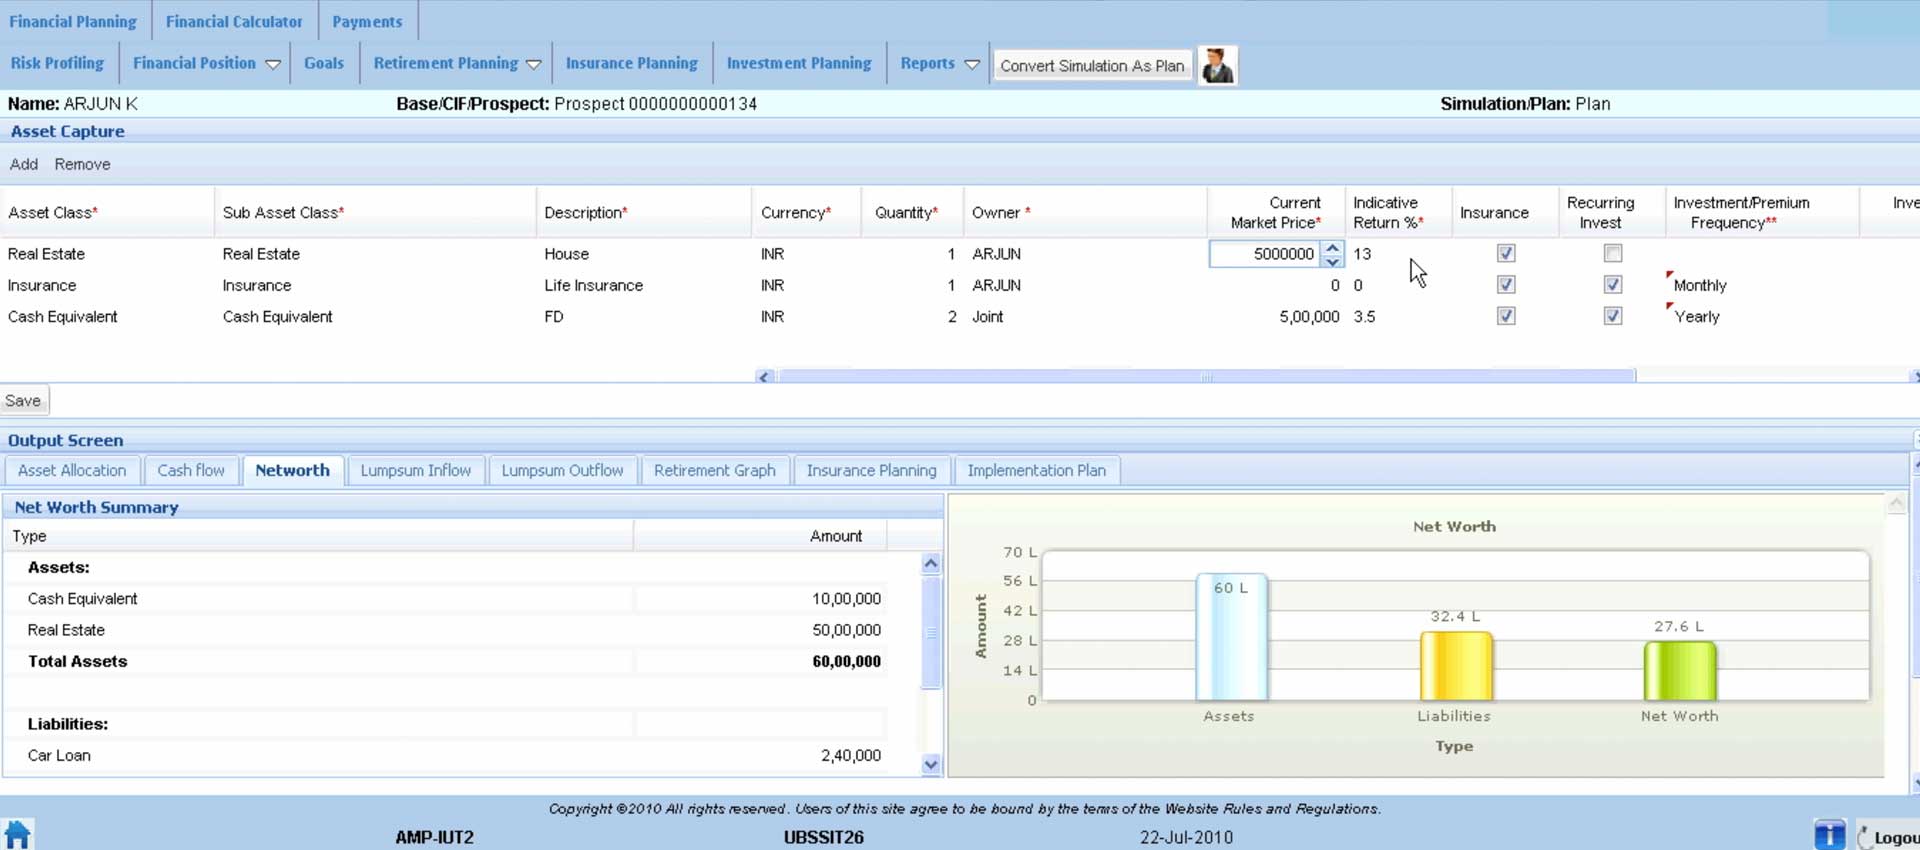 Financial Planning Financial Calculator Payments
Risk Profiling Financial Position Goals Retirement Planning Insurance Planning Investment Planning Reports Convert Simulation As Plan
Name: ARJUN K Base/CIF/Prospect: Prospect 0000000000134 Simulation/Plan: Plan
Asset Capture
Add Remove
Asset Class* Sub Asset Class* Description* Currency* Quantity* Owner * Current Market Price* Indicative Return %* Insurance Recurring Invest Investment/Premium Frequency** Inve
Real Estate Real Estate House INR 1 ARJUN 5000000 13
Insurance Insurance Life Insurance INR 1 ARJUN 0 0 Monthly
Cash Equivalent Cash Equivalent FD INR 2 Joint 5,00,000 3.5 Yearly
Save
Output Screen
Asset Allocation Cash flow Networth Lumpsum Inflow Lumpsum Outflow Retirement Graph Insurance Planning Implementation Plan
Net Worth Summary
Type Amount
Assets:
Cash Equivalent 10,00,000
Real Estate 50,00,000
Total Assets 60,00,000
Liabilities:
Car Loan 2,40,000
Net Worth
Amount
70 L
56 L
42 L
28 L
14 L
0
60 L
32.4 L
27.6 L
Assets Liabilities Net Worth
Type
Copyright ©2010 All rights reserved. Users of this site agree to be bound by the terms of the Website Rules and Regulations.
AMP-IUT2 UBSSIT26 22-Jul-2010 Logou